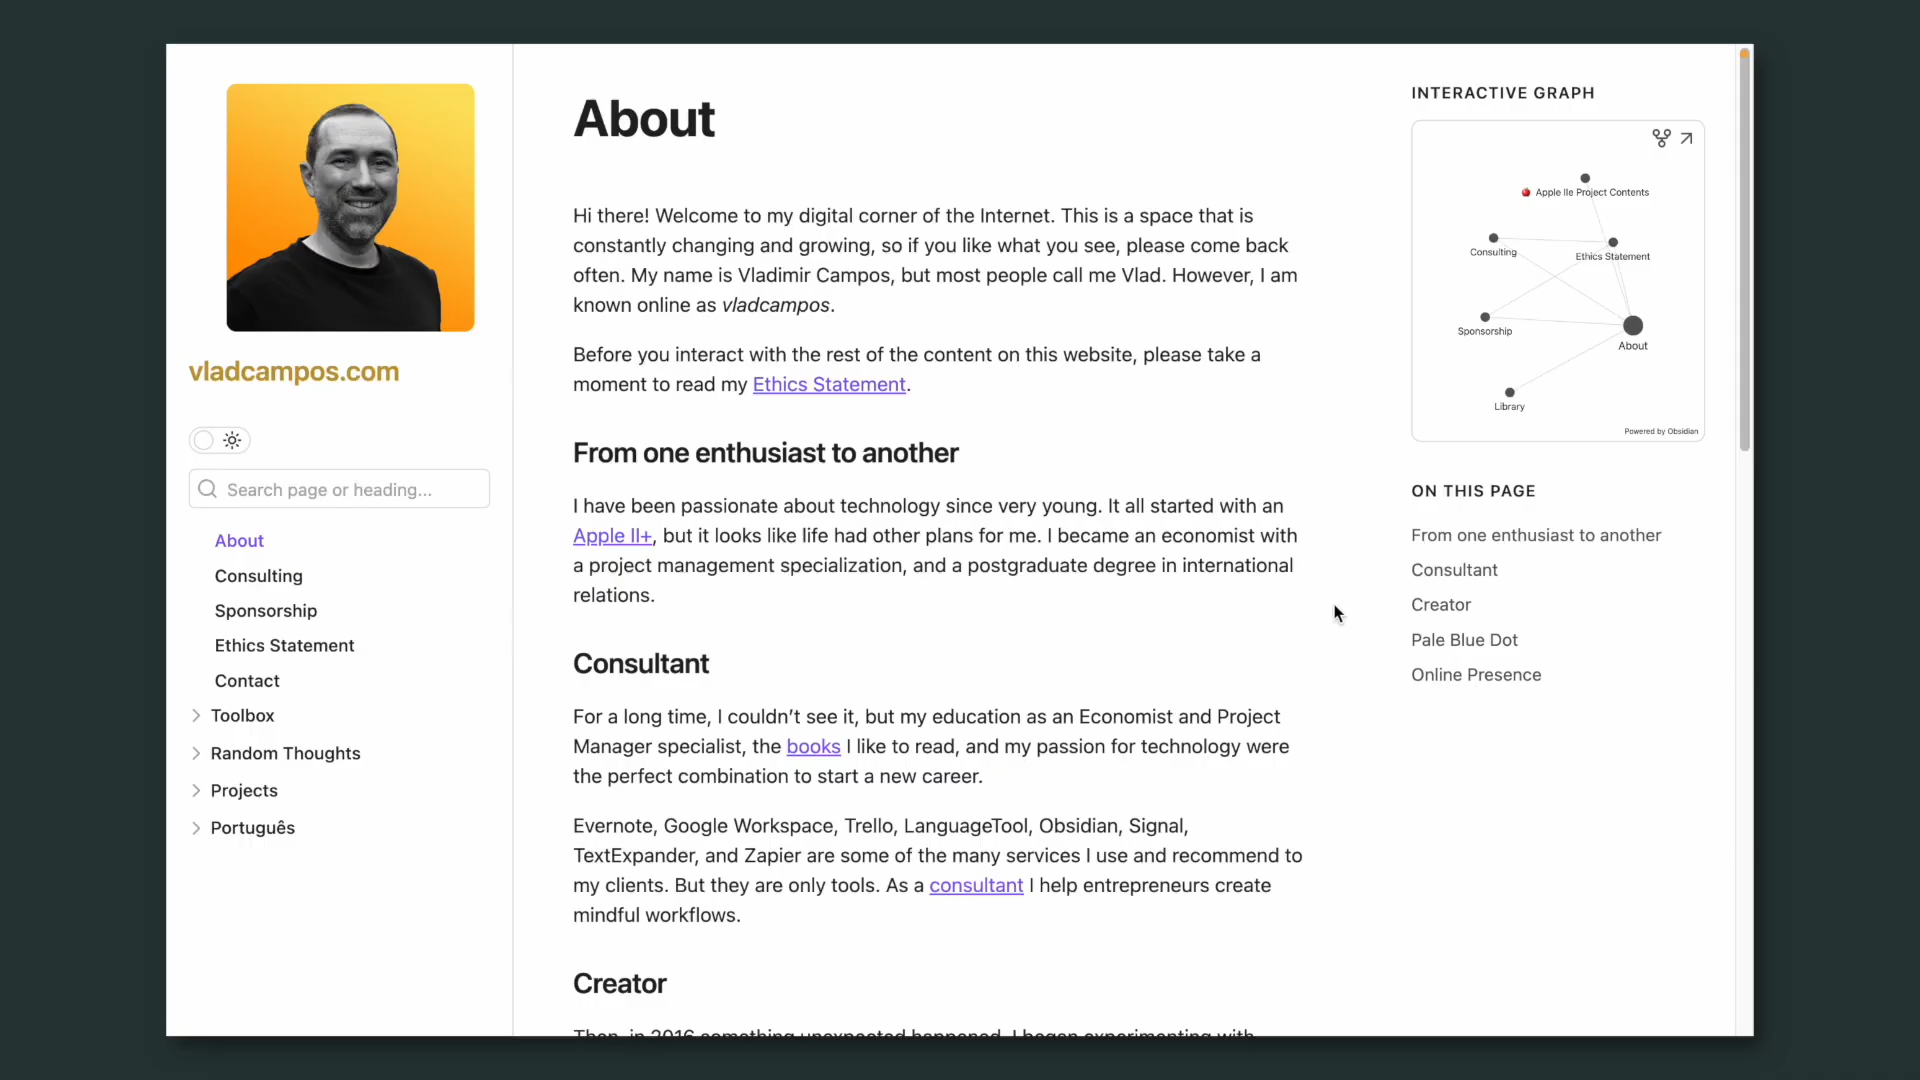 vladcampos.com
Search page or heading...
About
Consulting
Sponsorship
Ethics Statement
Contact
Toolbox
Random Thoughts
Projects
Português
About
Hi there! Welcome to my digital corner of the Internet. This is a space that is
constantly changing and growing, so if you like what you see, please come back
often. My name is Vladimir Campos, but most people call me Vlad. However, I am
known online as vladcampos.
Before you interact with the rest of the content on this website, please take a
moment to read my Ethics Statement.
From one enthusiast to another
I have been passionate about technology since very young. It all started with an
Apple II+, but it looks like life had other plans for me. I became an economist with
a project management specialization, and a postgraduate degree in international
relations.
Consultant
For a long time, I couldn’t see it, but my education as an Economist and Project
Manager specialist, the books I like to read, and my passion for technology were
the perfect combination to start a new career.
Evernote, Google Workspace, Trello, LanguageTool, Obsidian, Signal,
TextExpander, and Zapier are some of the many services I use and recommend to
my clients. But they are only tools. As a consultant I help entrepreneurs create
mindful workflows.
Creator
Then, in 2016 something unexpected happened. I began experimenting with
INTERACTIVE GRAPH
Apple IIe Project Contents
Consulting
Ethics Statement
Sponsorship
About
Library
Powered by Obsidian
ON THIS PAGE
From one enthusiast to another
Consultant
Creator
Pale Blue Dot
Online Presence